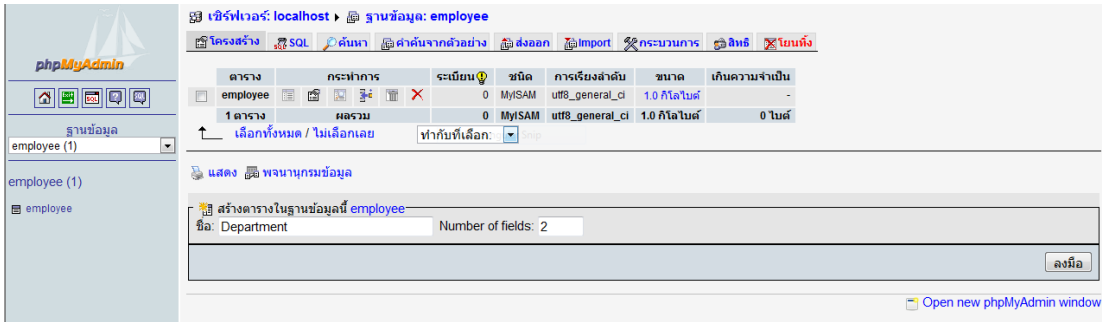 เซิร์ฟเวอร์: localhost ▸ ฐานข้อมูล: employee
โครงสร้าง SQL ค้นหา คำค้นจากตัวอย่าง ส่งออก Import กระบวนการ สิทธิ โยนทิ้ง
phpMyAdmin
ฐานข้อมูล
employee (1)
employee (1)
employee
ตาราง กระทำการ ระเบียน ชนิด การเรียงลำดับ ขนาด เกินความจำเป็น
employee 0 MyISAM utf8_general_ci 1.0 กิโลไบต์ -
1 ตาราง ผลรวม 0 MyISAM utf8_general_ci 1.0 กิโลไบต์ 0 ไบต์
เลือกทั้งหมด / ไม่เลือกเลย ทำกับที่เลือก:
แสดง พจนานุกรมข้อมูล
สร้างตารางในฐานข้อมูลนี้ employee
ชื่อ: Department Number of fields: 2
ลงมือ
Open new phpMyAdmin window